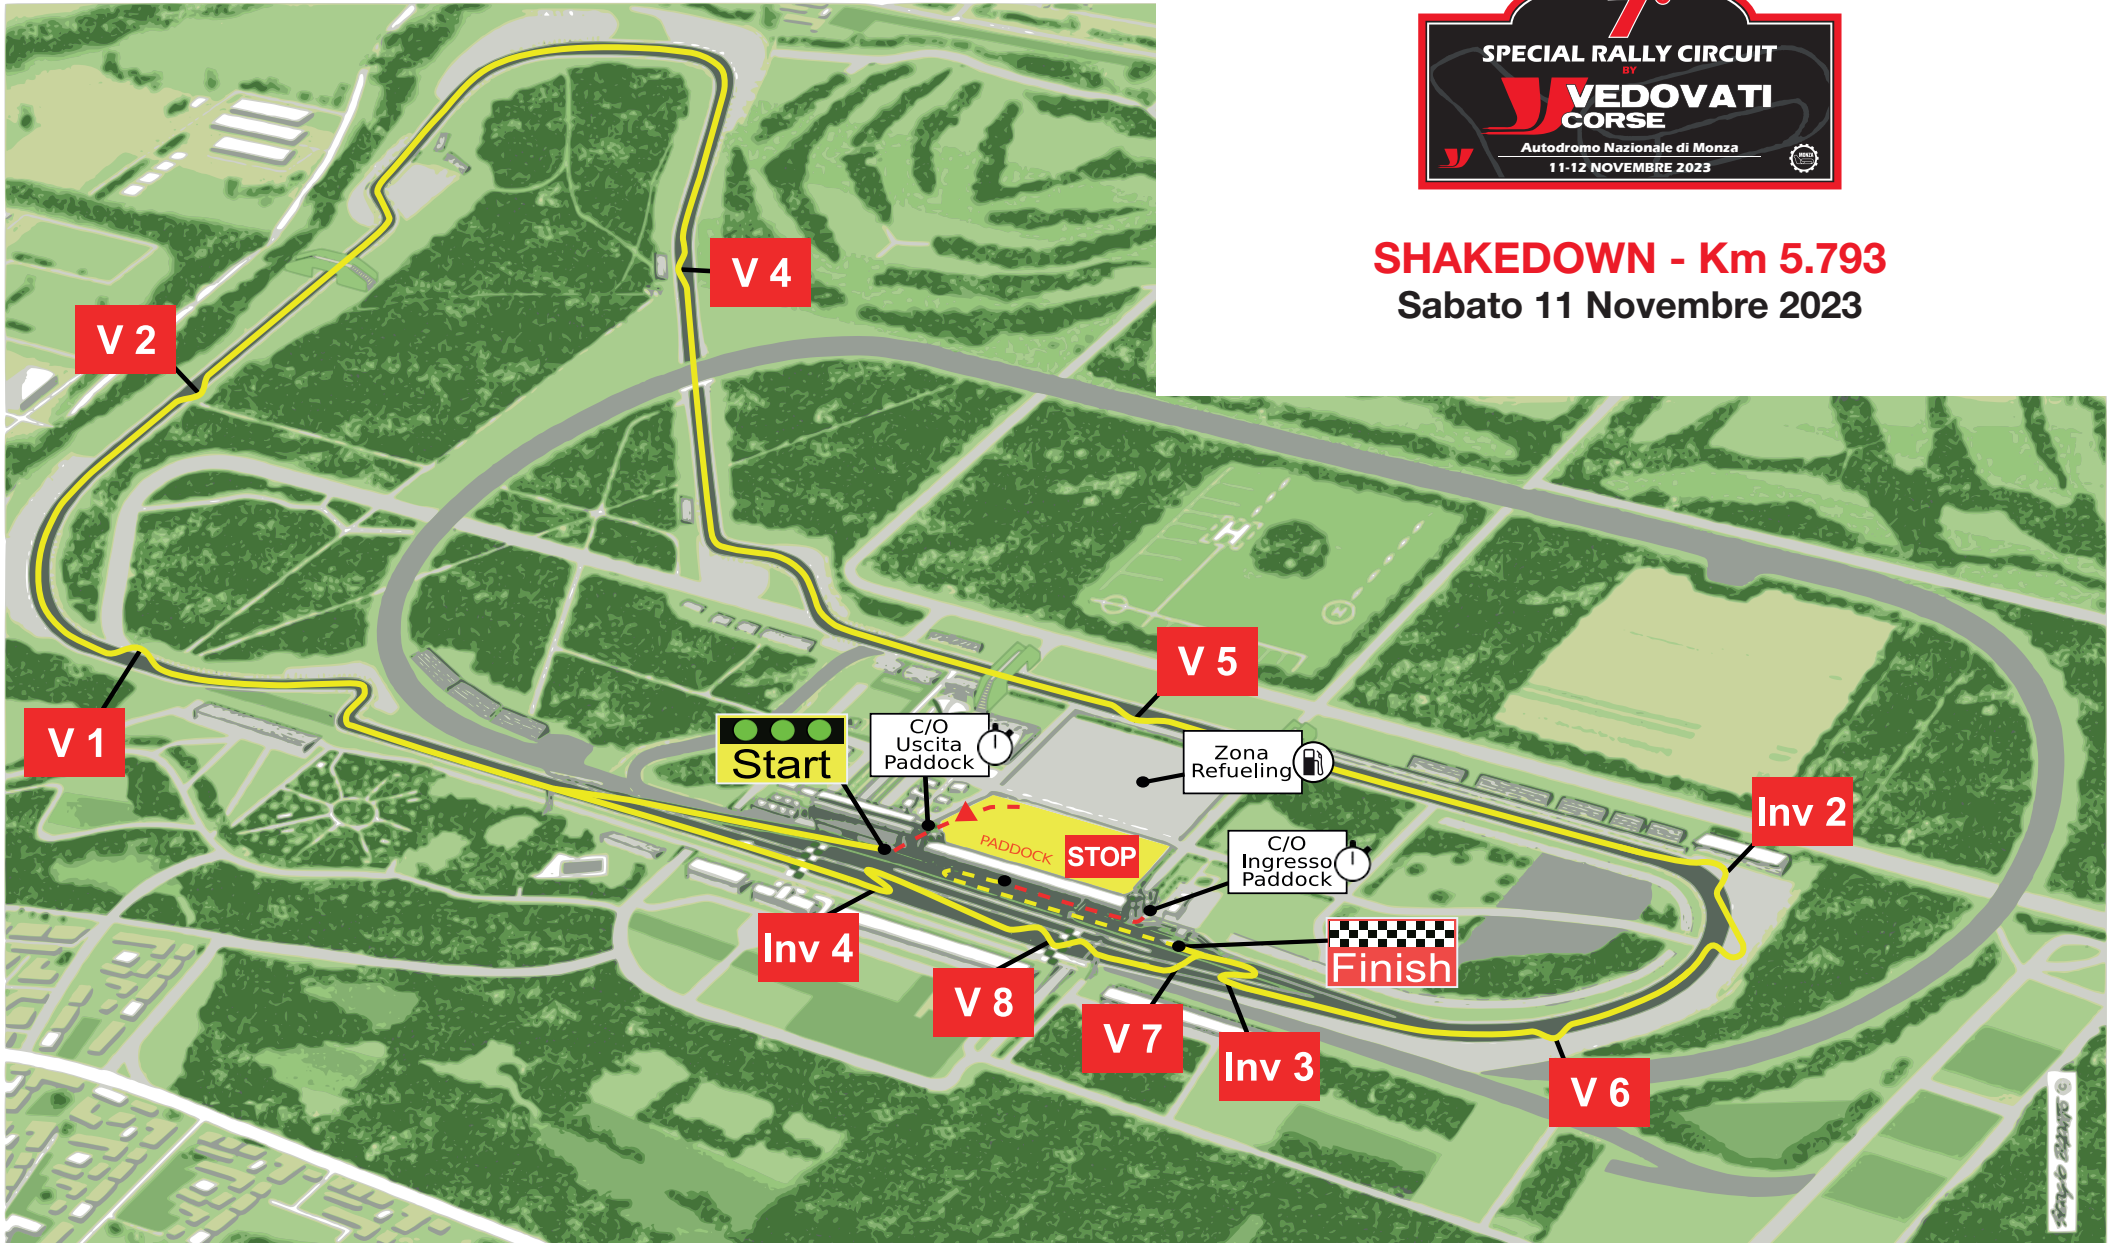 7°
SPECIAL RALLY CIRCUIT
BY
VEDOVATI
CORSE
Autodromo Nazionale di Monza
11-12 NOVEMBRE 2023
MONZA
SHAKEDOWN - Km 5.793
Sabato 11 Novembre 2023
V 4
V 2
H
H
V 5
V 1
Start
C/O
Uscita
Paddock
Zona
Refueling
Inv 2
PADDOCK
STOP
C/O
Ingresso
Paddock
Inv 4
Finish
V 8
V 7
Inv 3
V 6
©